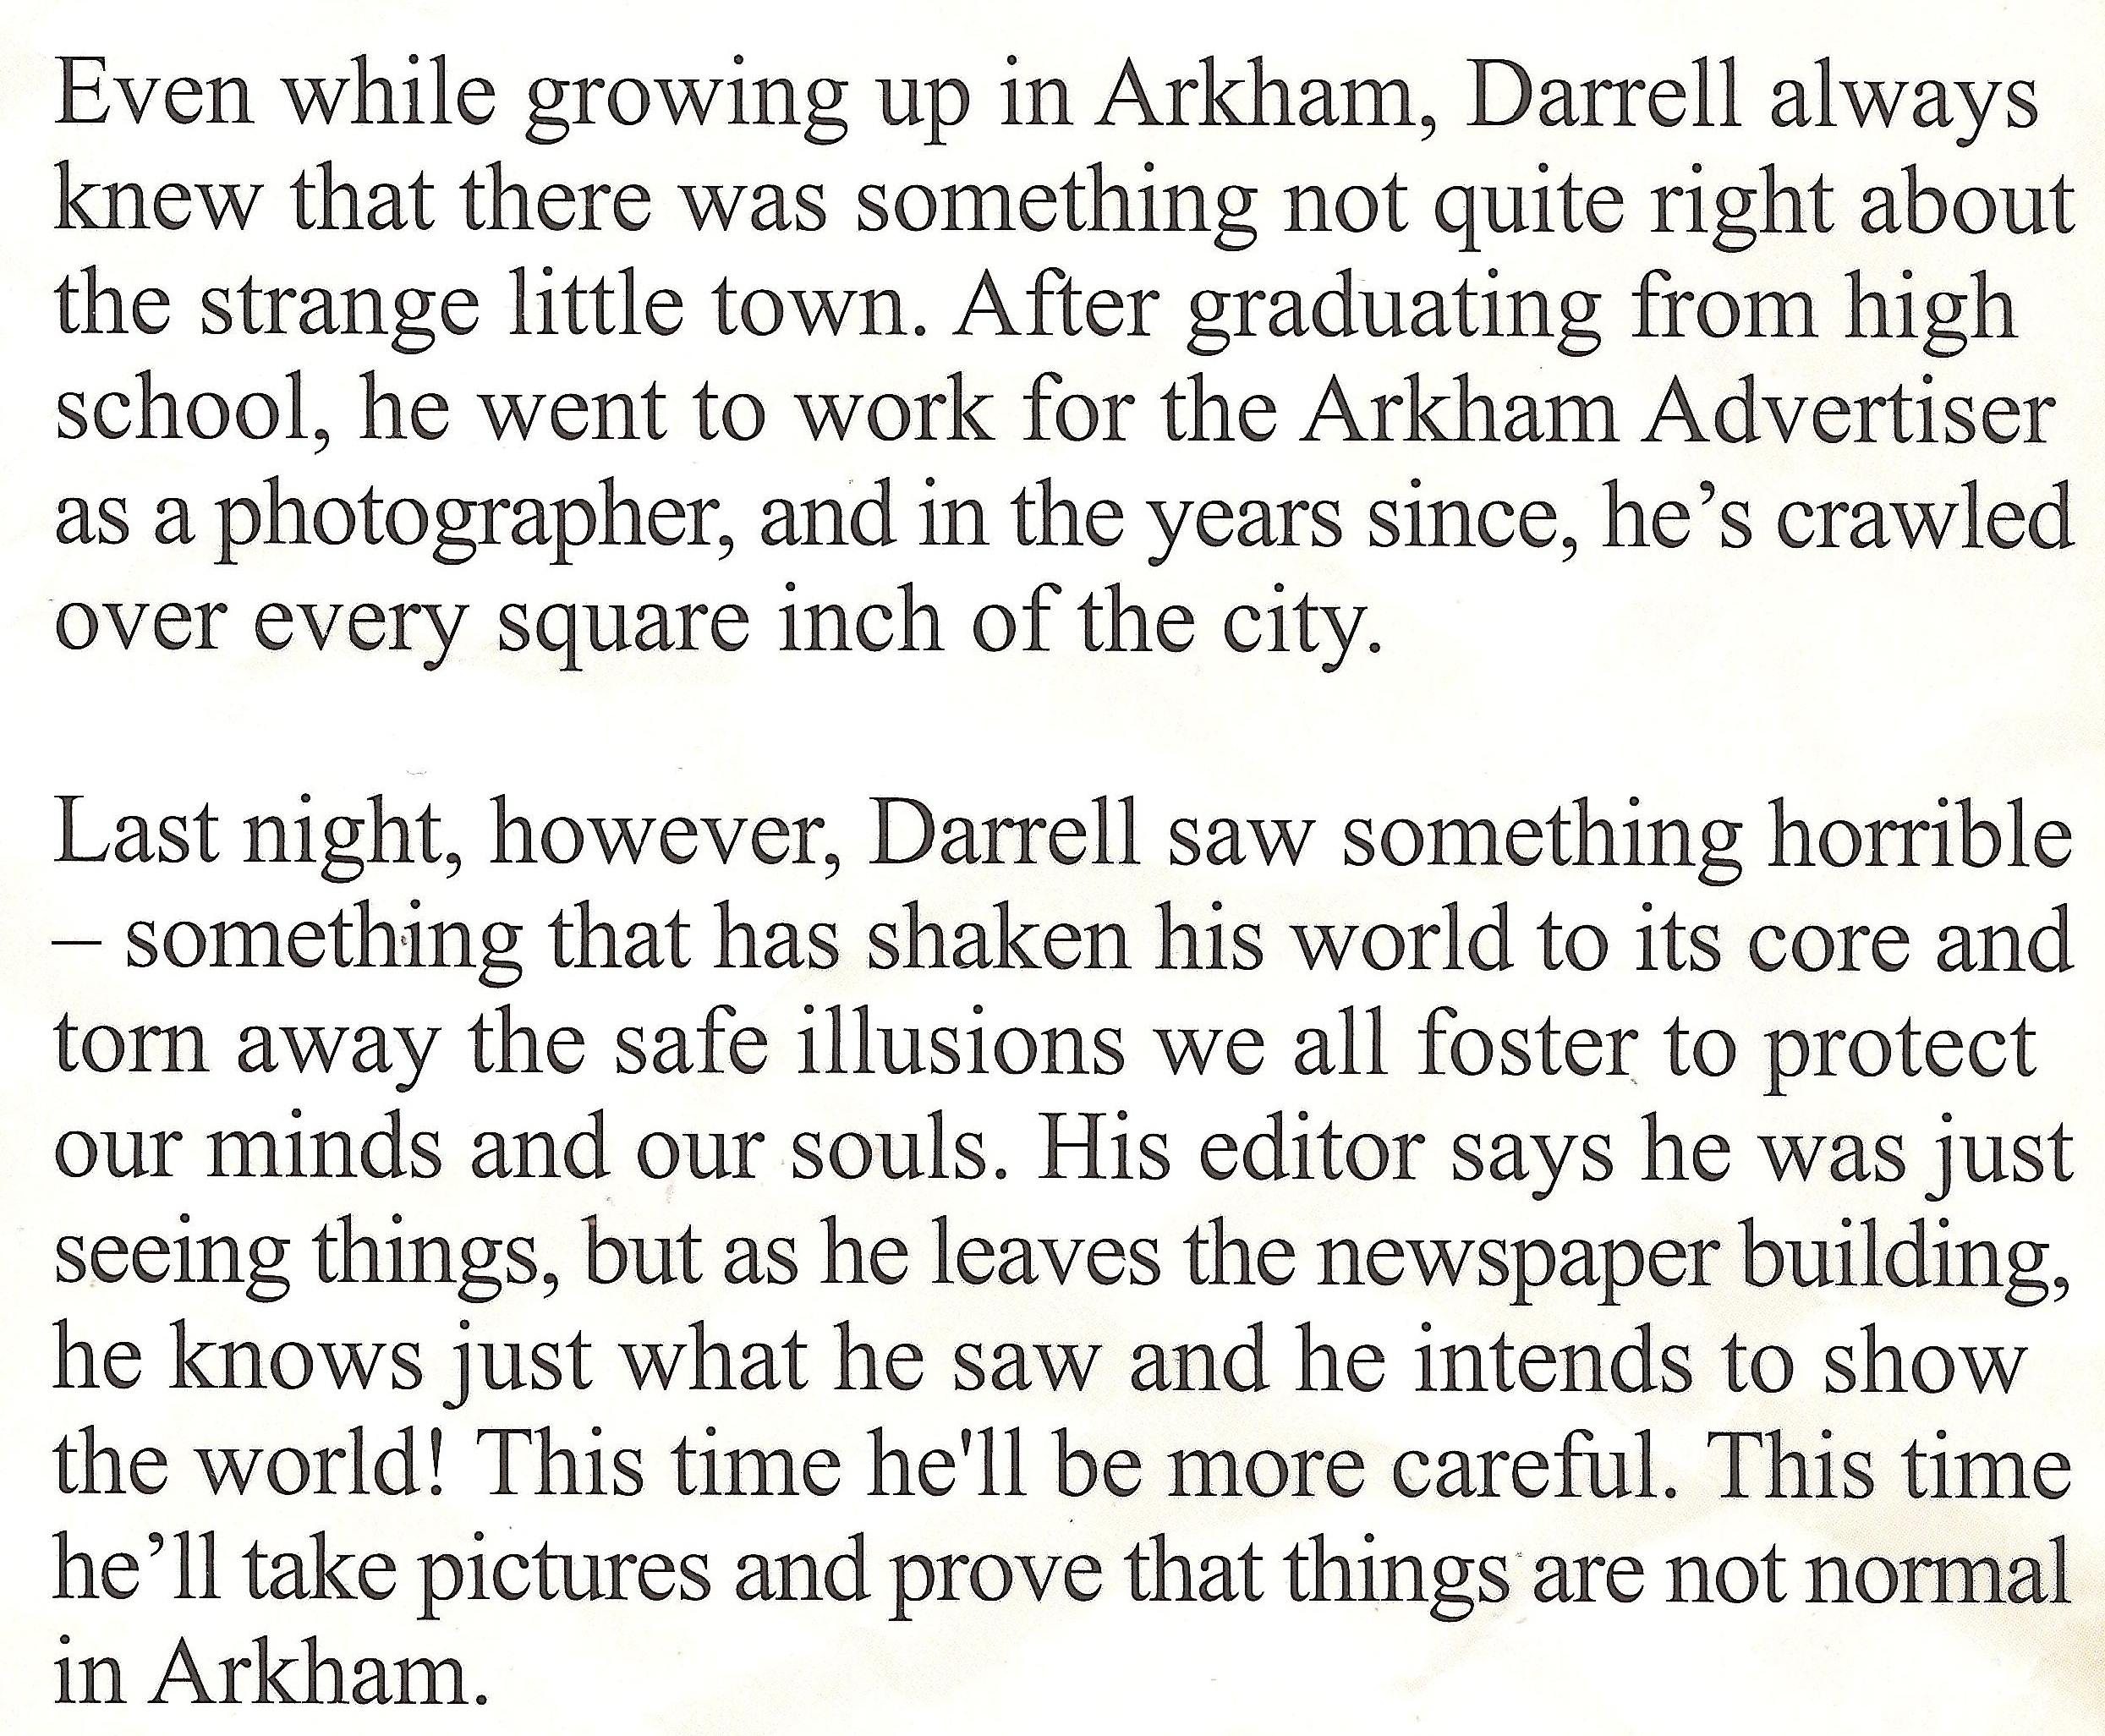 Even while growing up in Arkham, Darrell always
knew that there was something not quite right about
the strange little town. After graduating from high
school, he went to work for the Arkham Advertiser
as a photographer, and in the years since, he’s crawled
over every square inch of the city.
Last night, however, Darrell saw something horrible
– something that has shaken his world to its core and
torn away the safe illusions we all foster to protect
our minds and our souls. His editor says he was just
seeing things, but as he leaves the newspaper building,
he knows just what he saw and he intends to show
the world! This time he'll be more careful. This time
he’ll take pictures and prove that things are not normal
in Arkham.